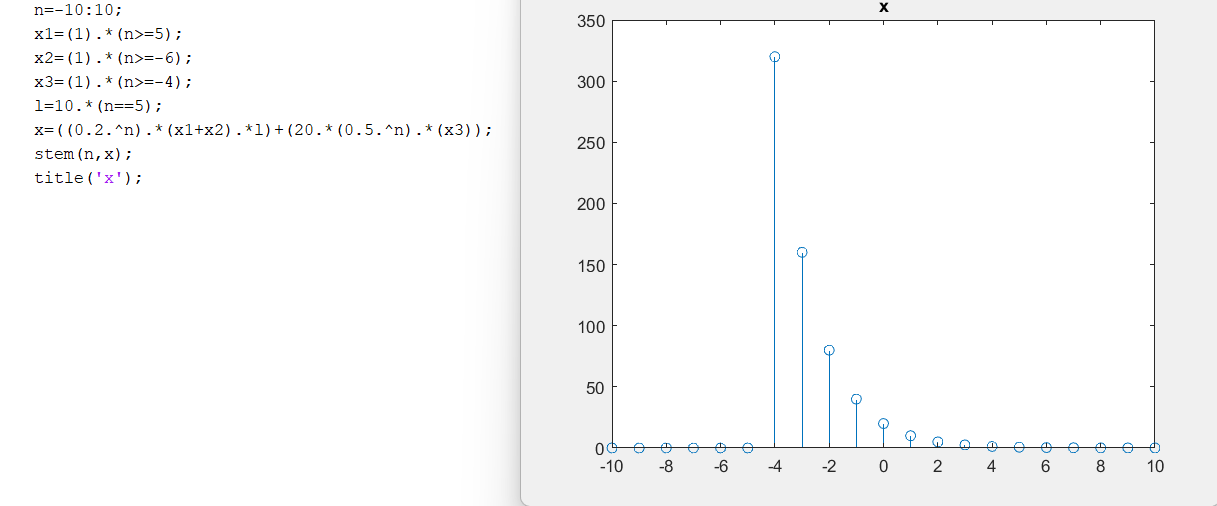 n=-10:10;
x1=(1).*(n>=5);
x2=(1).*(n>=-6);
x3=(1).*(n>=-4);
l=10.*(n==5);
x=((0.2.^n).*(x1+x2).*l)+(20.*(0.5.^n).*(x3));
stem(n,x);
title('x');
x
350
300
250
200
150
100
50
0
-10 -8 -6 -4 -2 0 2 4 6 8 10